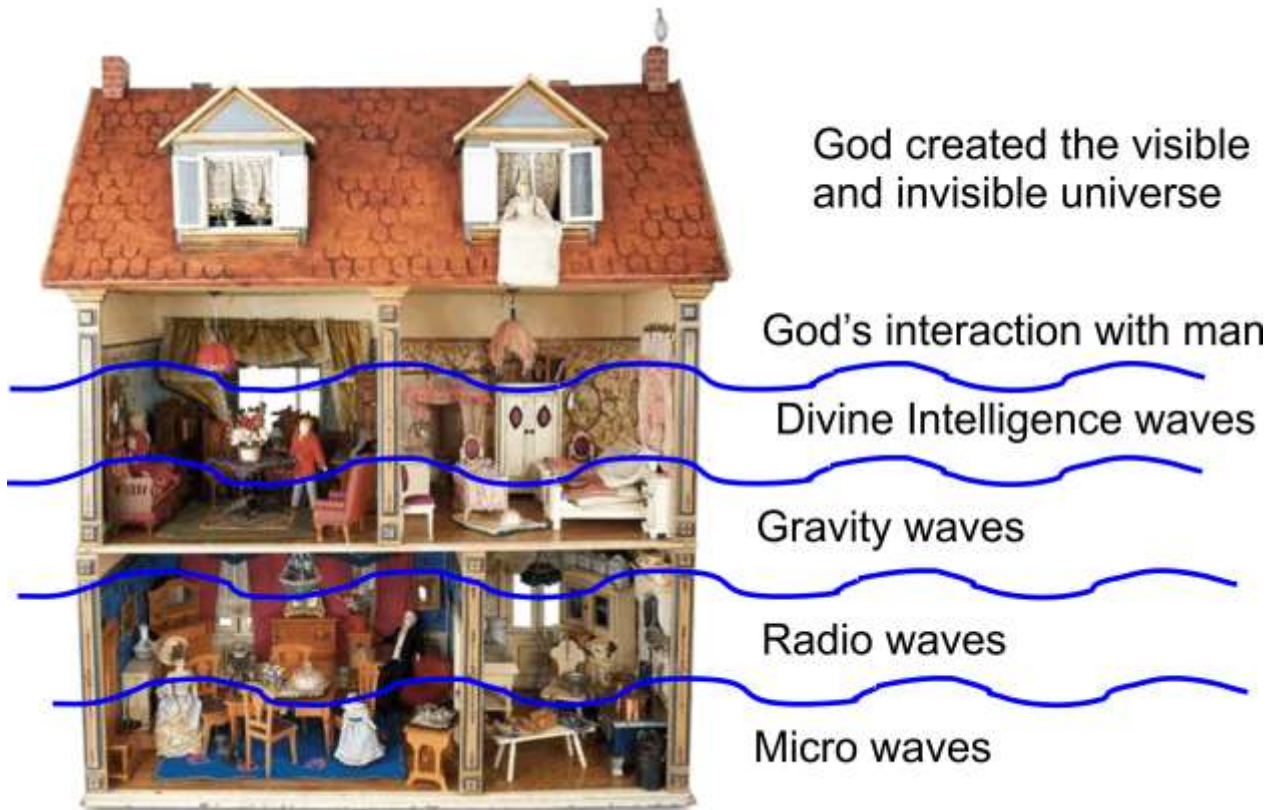 God created the visible
and invisible universe
God’s interaction with man
Divine Intelligence waves
Gravity waves
Radio waves
Micro waves